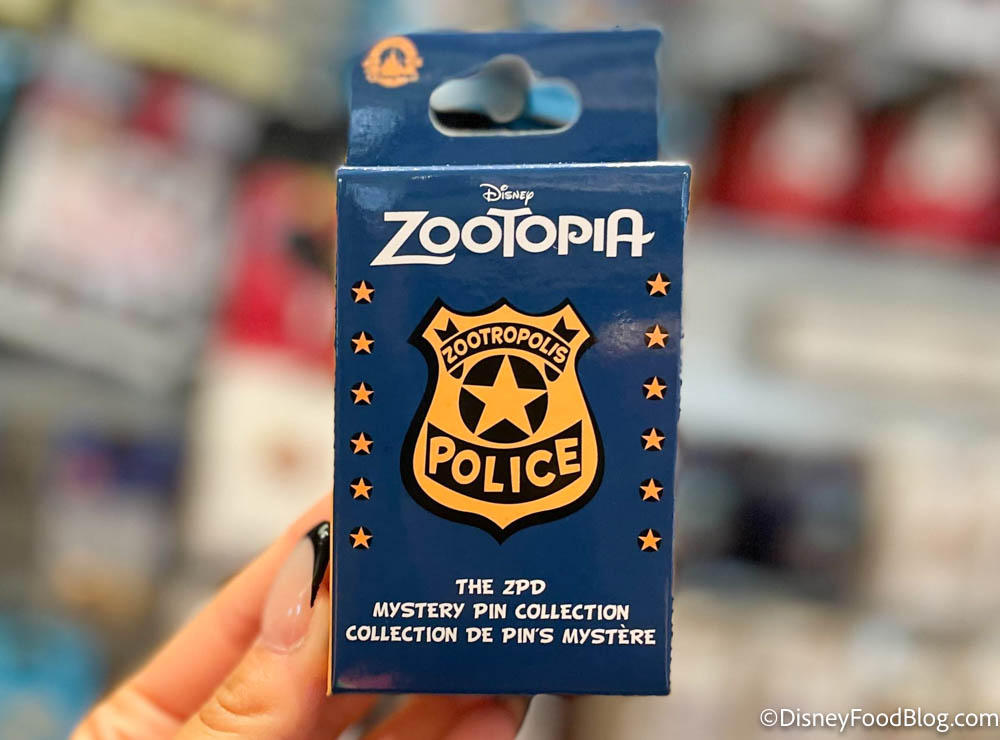 Disney
ZOOTOPIA
ZOOTROPOLIS
POLICE
THE ZPD
MYSTERY PIN COLLECTION
COLLECTION DE PIN'S MYSTÈRE
©DisneyFoodBlog.com